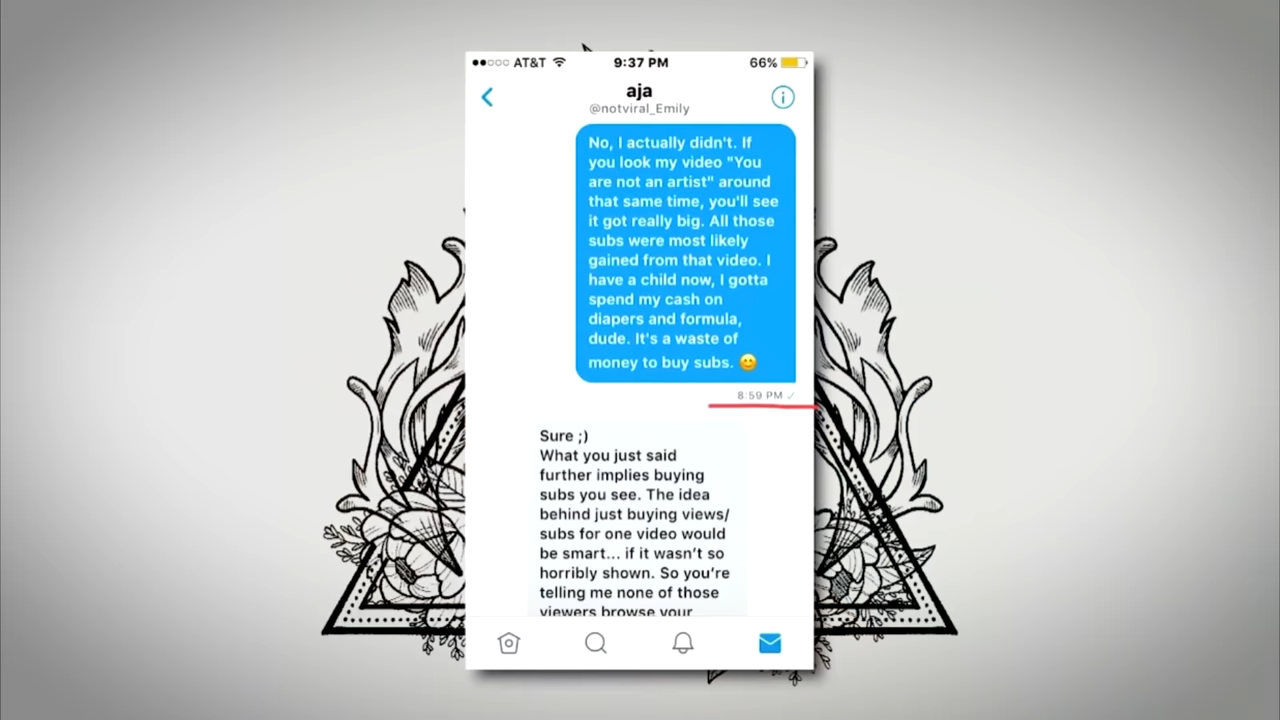 AT&T 9:37 PM 66%
aja
@notviral_Emily
No, I actually didn't. If
you look my video "You
are not an artist" around
that same time, you'll see
it got really big. All those
subs were most likely
gained from that video. I
have a child now, I gotta
spend my cash on
diapers and formula,
dude. It's a waste of
money to buy subs. 😊
8:59 PM ✓
Sure ;)
What you just said
further implies buying
subs you see. The idea
behind just buying views/
subs for one video would
be smart... if it wasn't so
horribly shown. So you're
telling me none of those
viewers browse your